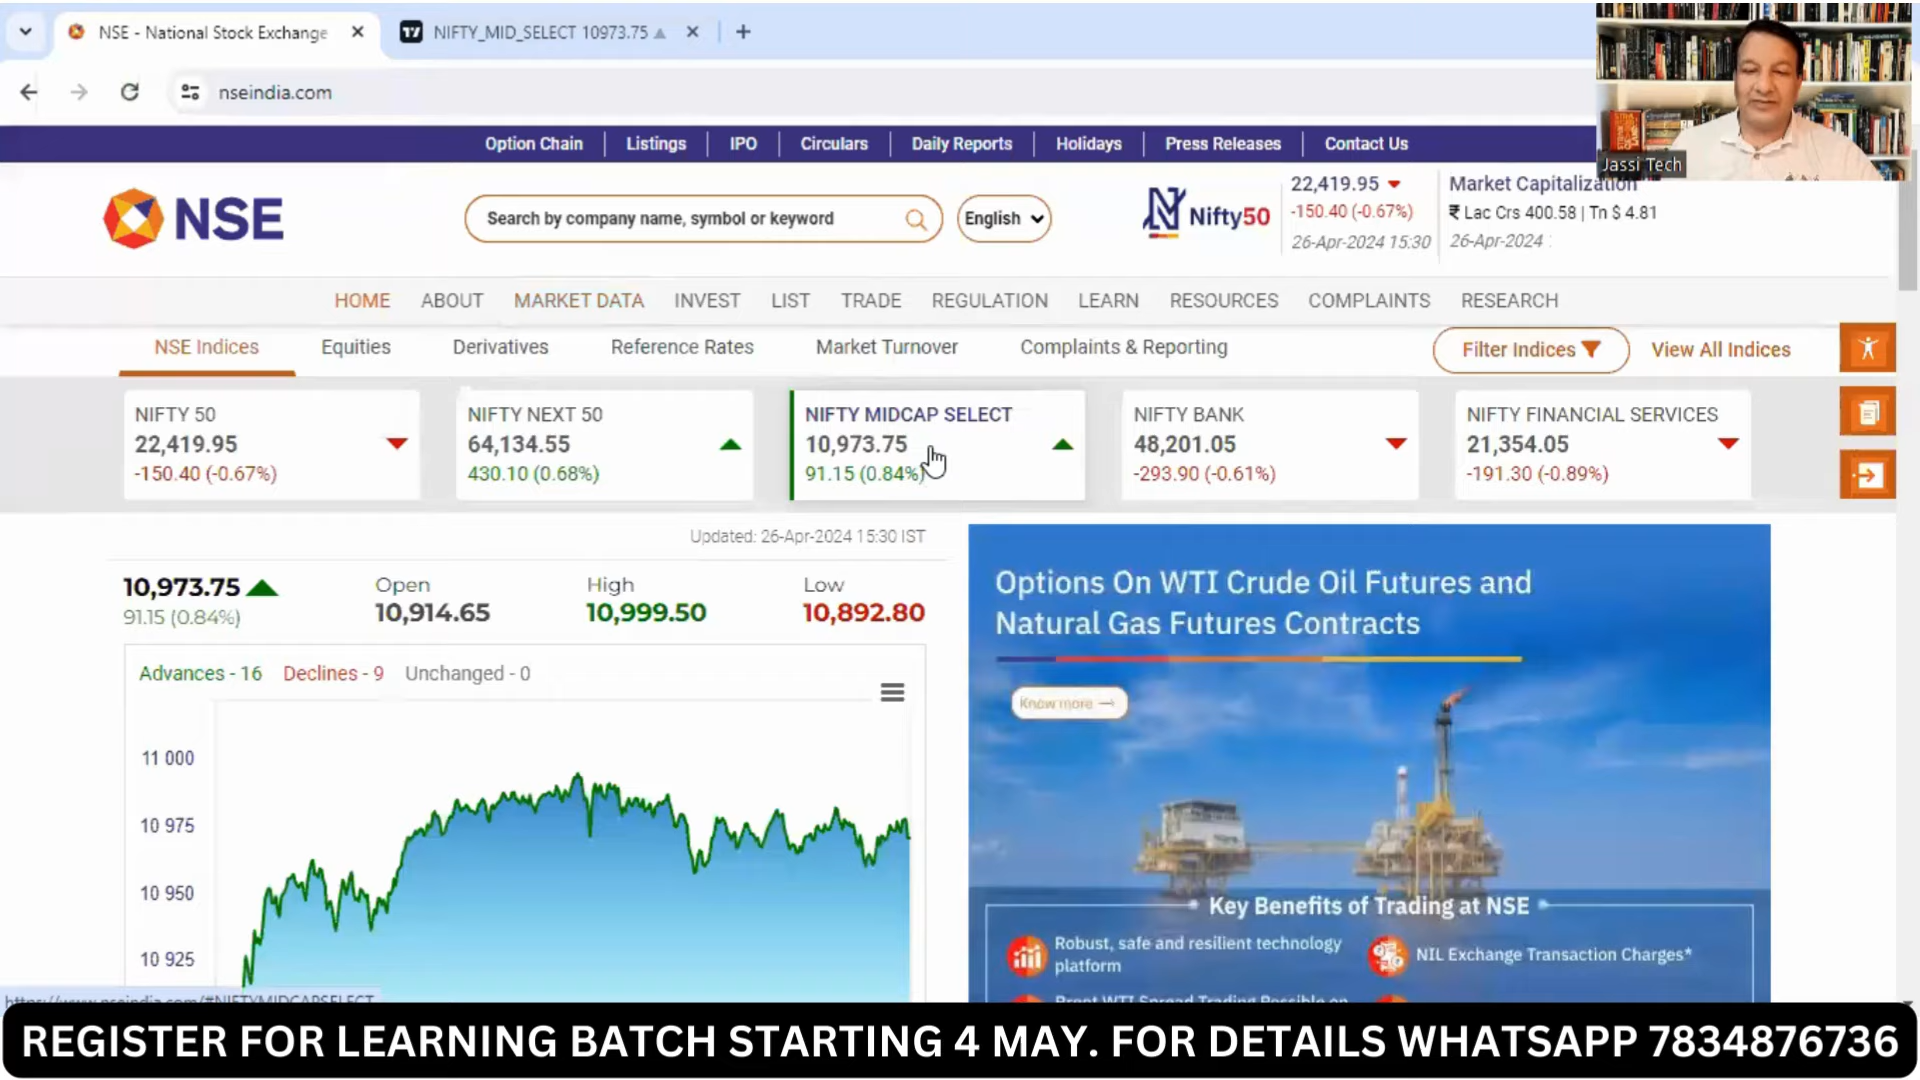 NSE - National Stock Exchange
NIFTY_MID_SELECT 10973.75
nseindia.com
Jassi Tech
Option Chain
Listings
IPO
Circulars
Daily Reports
Holidays
Press Releases
Contact Us
NSE
Search by company name, symbol or keyword
English
Nifty50
22,419.95
-150.40 (-0.67%)
26-Apr-2024 15:30
Market Capitalization
₹ Lac Crs 400.58 | Tn $ 4.81
26-Apr-2024
HOME ABOUT MARKET DATA INVEST LIST TRADE REGULATION LEARN RESOURCES COMPLAINTS RESEARCH
NSE Indices
Equities
Derivatives
Reference Rates
Market Turnover
Complaints & Reporting
Filter Indices
View All Indices
NIFTY 50
22,419.95
-150.40 (-0.67%)
NIFTY NEXT 50
64,134.55
430.10 (0.68%)
NIFTY MIDCAP SELECT
10,973.75
91.15 (0.84%)
NIFTY BANK
48,201.05
-293.90 (-0.61%)
NIFTY FINANCIAL SERVICES
21,354.05
-191.30 (-0.89%)
Updated: 26-Apr-2024 15:30 IST
10,973.75
91.15 (0.84%)
Open
10,914.65
High
10,999.50
Low
10,892.80
Advances - 16 Declines - 9 Unchanged - 0
11 000
10 975
10 950
10 925
Options On WTI Crude Oil Futures and
Natural Gas Futures Contracts
Know more
Key Benefits of Trading at NSE
Robust, safe and resilient technology
platform
NIL Exchange Transaction Charges*
https://www.nseindia.com/#NIFTYMIDCAPSELECT
REGISTER FOR LEARNING BATCH STARTING 4 MAY. FOR DETAILS WHATSAPP 7834876736